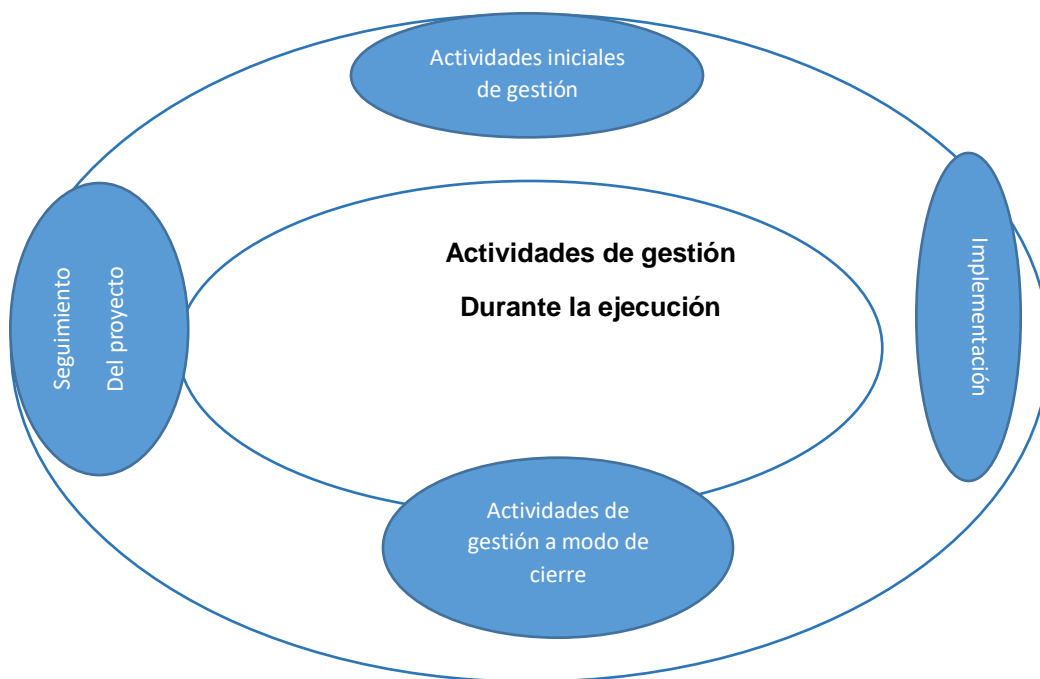 Actividades iniciales
de gestión
Actividades de gestión
Durante la ejecución
Implementación
Seguimiento
Del proyecto
Actividades de
gestión a modo de
cierre